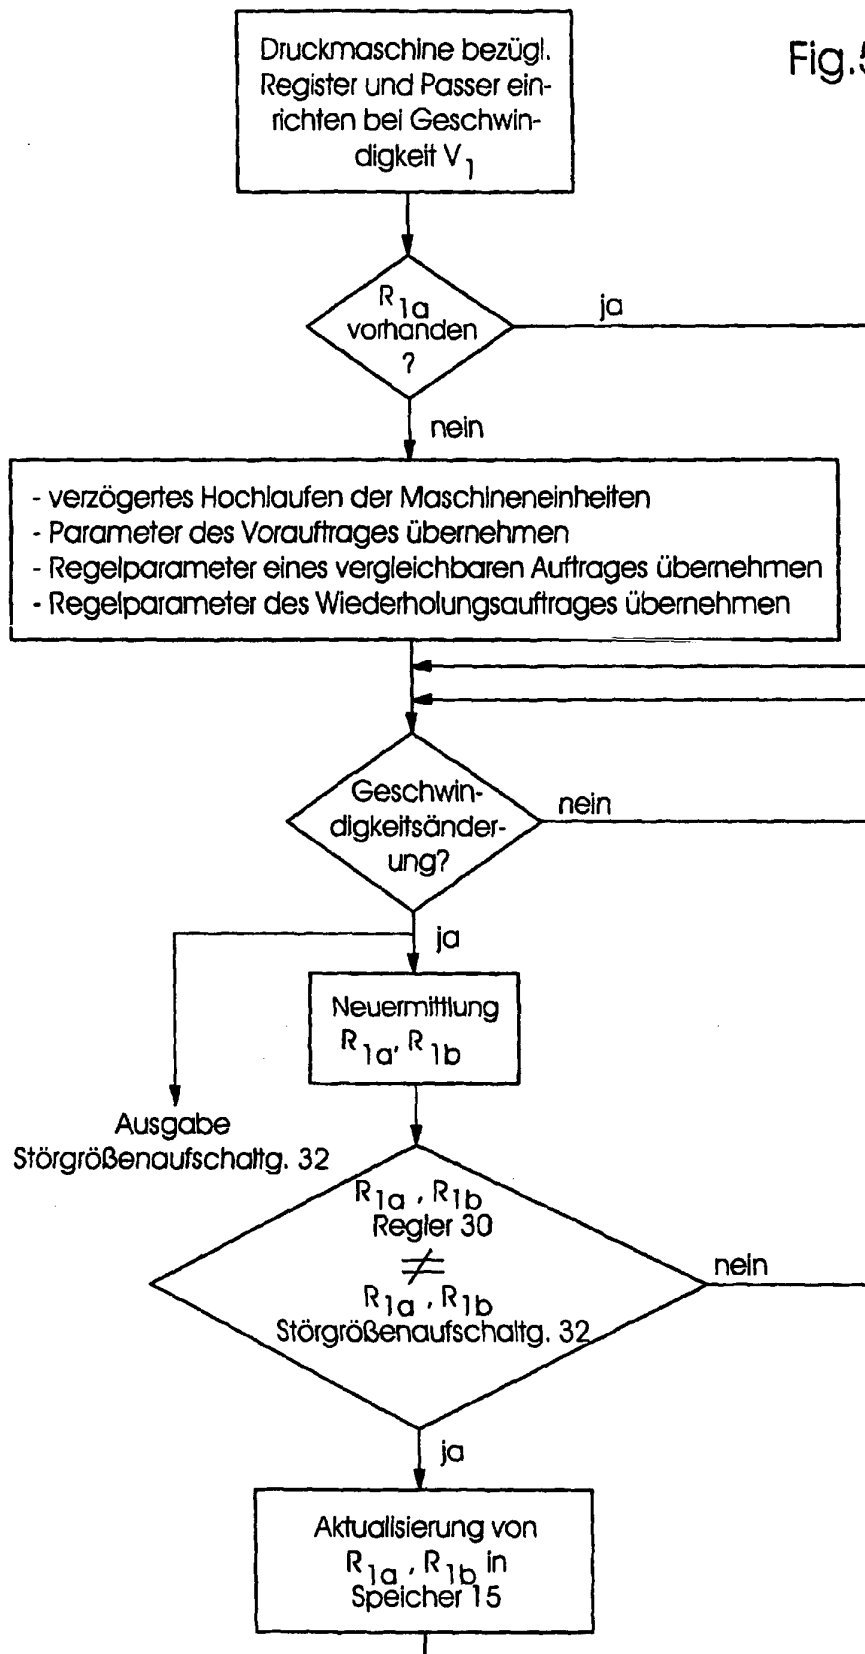 Fig.5
Druckmaschine bezügl.
Register und Passer ein-
richten bei Geschwin-
digkeit V1
R1a
vorhanden
?
ja
nein
- verzögertes Hochlaufen der Maschineneinheiten
- Parameter des Vorauftrages übernehmen
- Regelparameter eines vergleichbaren Auftrages übernehmen
- Regelparameter des Wiederholungsauftrages übernehmen
Geschwin-
digkeitsänder-
ung?
nein
ja
Neuermittlung
R1a, R1b
Ausgabe
Störgrößenaufschaltg. 32
R1a, R1b
Regler 30
≠
R1a, R1b
Störgrößenaufschaltg. 32
nein
ja
Aktualisierung von
R1a, R1b in
Speicher 15